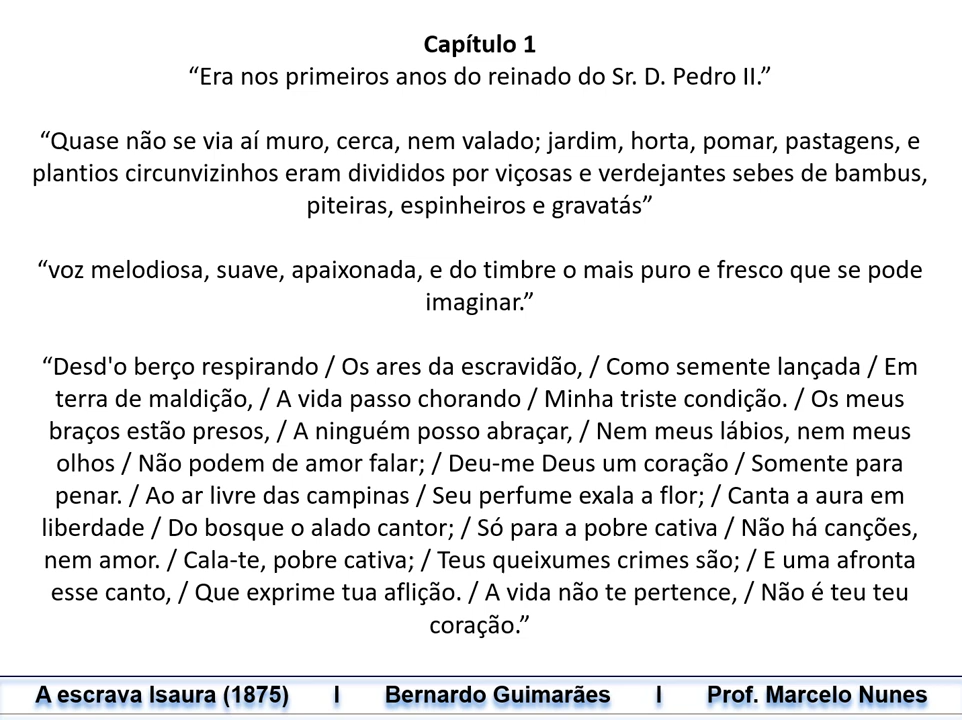 Capítulo 1
“Era nos primeiros anos do reinado do Sr. D. Pedro II.”
“Quase não se via aí muro, cerca, nem valado; jardim, horta, pomar, pastagens, e
plantios circunvizinhos eram divididos por viçosas e verdejantes sebes de bambus,
piteiras, espinheiros e gravatás”
“voz melodiosa, suave, apaixonada, e do timbre o mais puro e fresco que se pode
imaginar.”
“Desd'o berço respirando / Os ares da escravidão, / Como semente lançada / Em
terra de maldição, / A vida passo chorando / Minha triste condição. / Os meus
braços estão presos, / A ninguém posso abraçar, / Nem meus lábios, nem meus
olhos / Não podem de amor falar; / Deu-me Deus um coração / Somente para
penar. / Ao ar livre das campinas / Seu perfume exala a flor; / Canta a aura em
liberdade / Do bosque o alado cantor; / Só para a pobre cativa / Não há canções,
nem amor. / Cala-te, pobre cativa; / Teus queixumes crimes são; / E uma afronta
esse canto, / Que exprime tua aflição. / A vida não te pertence, / Não é teu teu
coração.”
A escrava Isaura (1875) I Bernardo Guimarães I Prof. Marcelo Nunes